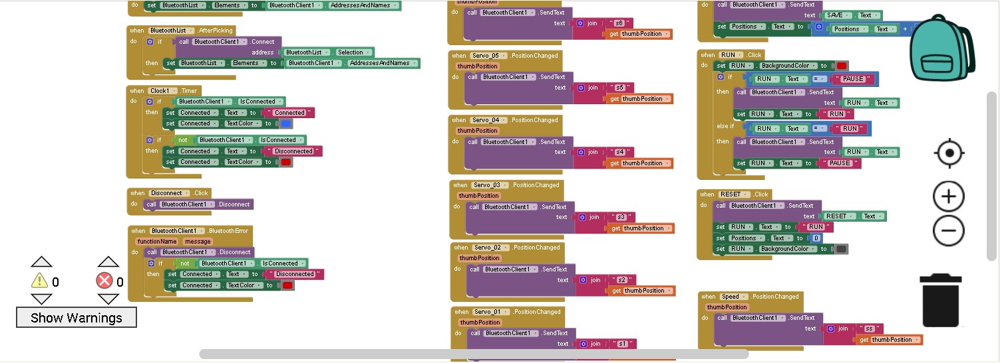 do set BluetoothList . Elements to BluetoothClient1 . AddressesAndNames
when BluetoothList .AfterPicking
do if call BluetoothClient1 .Connect
address BluetoothList . Selection
then set BluetoothList . Elements to BluetoothClient1 . AddressesAndNames
when Clock1 .Timer
do if BluetoothClient1 . IsConnected
then set Connected . Text to " Connected "
set Connected . TextColor to
if not BluetoothClient1 . IsConnected
then set Connected . Text to " Disconnected "
set Connected . TextColor to
when Disconnect .Click
do call BluetoothClient1 .Disconnect
when BluetoothClient1 .BluetoothError
functionName message
do call BluetoothClient1 .Disconnect
if not BluetoothClient1 . IsConnected
then set Connected . Text to " Disconnected "
set Connected . TextColor to
0 0
Show Warnings
thumbPosition
do call BluetoothClient1 .SendText
text join " s6 "
get thumbPosition
when Servo_05 .PositionChanged
thumbPosition
do call BluetoothClient1 .SendText
text join " s5 "
get thumbPosition
when Servo_04 .PositionChanged
thumbPosition
do call BluetoothClient1 .SendText
text join " s4 "
get thumbPosition
when Servo_03 .PositionChanged
thumbPosition
do call BluetoothClient1 .SendText
text join " s3 "
get thumbPosition
when Servo_02 .PositionChanged
thumbPosition
do call BluetoothClient1 .SendText
text join " s2 "
get thumbPosition
when Servo_01 .PositionChanged
thumbPosition
do call BluetoothClient1 .SendText
text join " s1 "
do call BluetoothClient1 .SendText
text SAVE . Text
set Positions . Text to Positions . Text +
when RUN .Click
do set RUN . BackgroundColor to
if RUN . Text = " PAUSE "
then call BluetoothClient1 .SendText
text RUN . Text
set RUN . Text to " RUN "
else if RUN . Text = " RUN "
then call BluetoothClient1 .SendText
text RUN . Text
set RUN . Text to " PAUSE "
when RESET .Click
do call BluetoothClient1 .SendText
text RESET . Text
set RUN . Text to " RUN "
set Positions . Text to 0
set RUN . BackgroundColor to
when Speed .PositionChanged
thumbPosition
do call BluetoothClient1 .SendText
text join " ss "
get thumbPosition